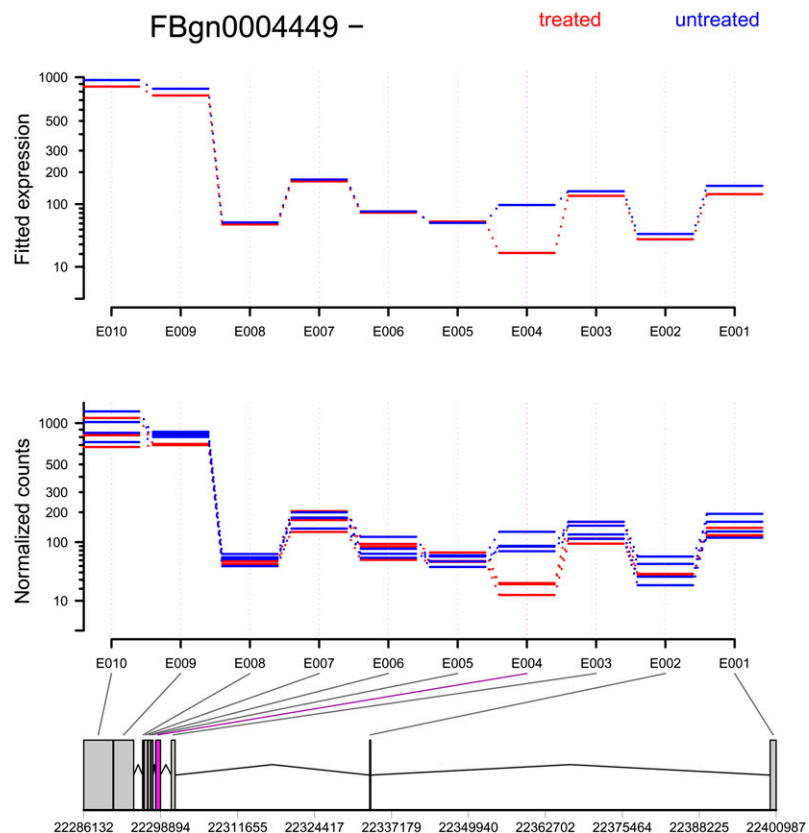 FBgn0004449 − treated untreated
Fitted expression
1000
500
300
200
100
10
E010 E009 E008 E007 E006 E005 E004 E003 E002 E001
Normalized counts
1000
500
300
200
100
10
E010 E009 E008 E007 E006 E005 E004 E003 E002 E001
22286132 22298894 22311655 22324417 22337179 22349940 22362702 22375464 22388225 22400987